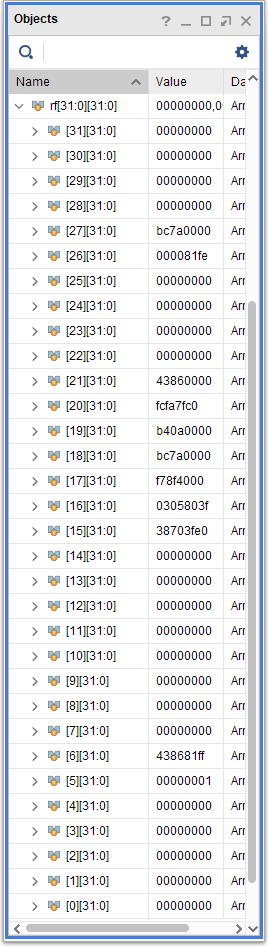 Objects ? _ □ ×
Name Value Da
rf[31:0][31:0] 00000000,0 Arr
[31][31:0] 00000000 Arr
[30][31:0] 00000000 Arr
[29][31:0] 00000000 Arr
[28][31:0] 00000000 Arr
[27][31:0] bc7a0000 Arr
[26][31:0] 000081fe Arr
[25][31:0] 00000000 Arr
[24][31:0] 00000000 Arr
[23][31:0] 00000000 Arr
[22][31:0] 00000000 Arr
[21][31:0] 43860000 Arr
[20][31:0] fcfa7fc0 Arr
[19][31:0] b40a0000 Arr
[18][31:0] bc7a0000 Arr
[17][31:0] f78f4000 Arr
[16][31:0] 0305803f Arr
[15][31:0] 38703fe0 Arr
[14][31:0] 00000000 Arr
[13][31:0] 00000000 Arr
[12][31:0] 00000000 Arr
[11][31:0] 00000000 Arr
[10][31:0] 00000000 Arr
[9][31:0] 00000000 Arr
[8][31:0] 00000000 Arr
[7][31:0] 00000000 Arr
[6][31:0] 438681ff Arr
[5][31:0] 00000001 Arr
[4][31:0] 00000000 Arr
[3][31:0] 00000000 Arr
[2][31:0] 00000000 Arr
[1][31:0] 00000000 Arr
[0][31:0] 00000000 Arr